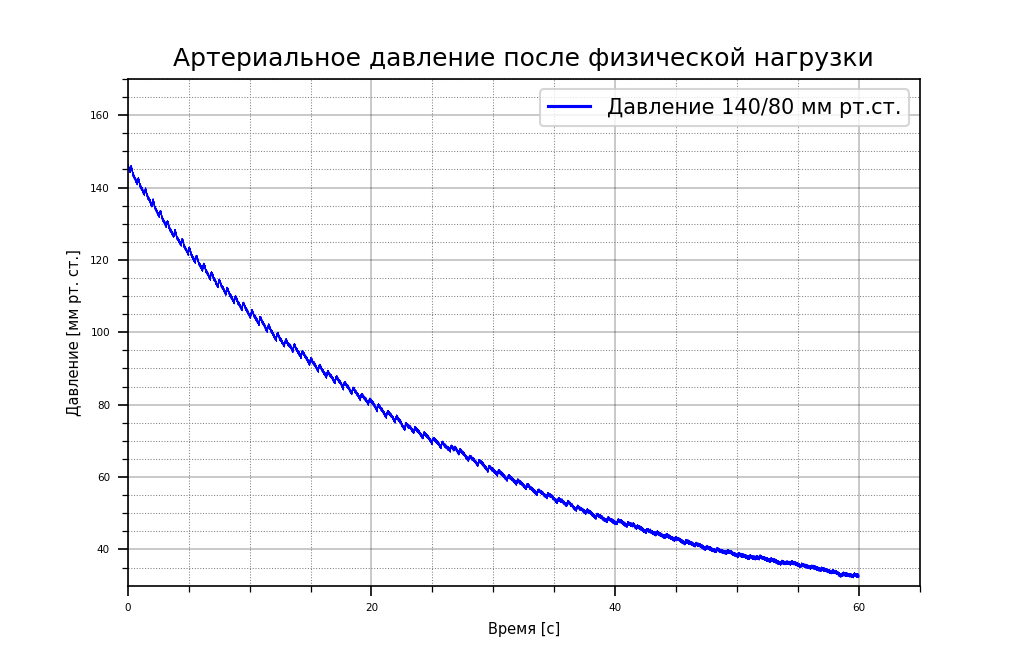 Артериальное давление после физической нагрузки
Давление 140/80 мм рт.ст.
160
140
120
100
80
60
40
Давление [мм рт. ст.]
0 20 40 60
Время [с]